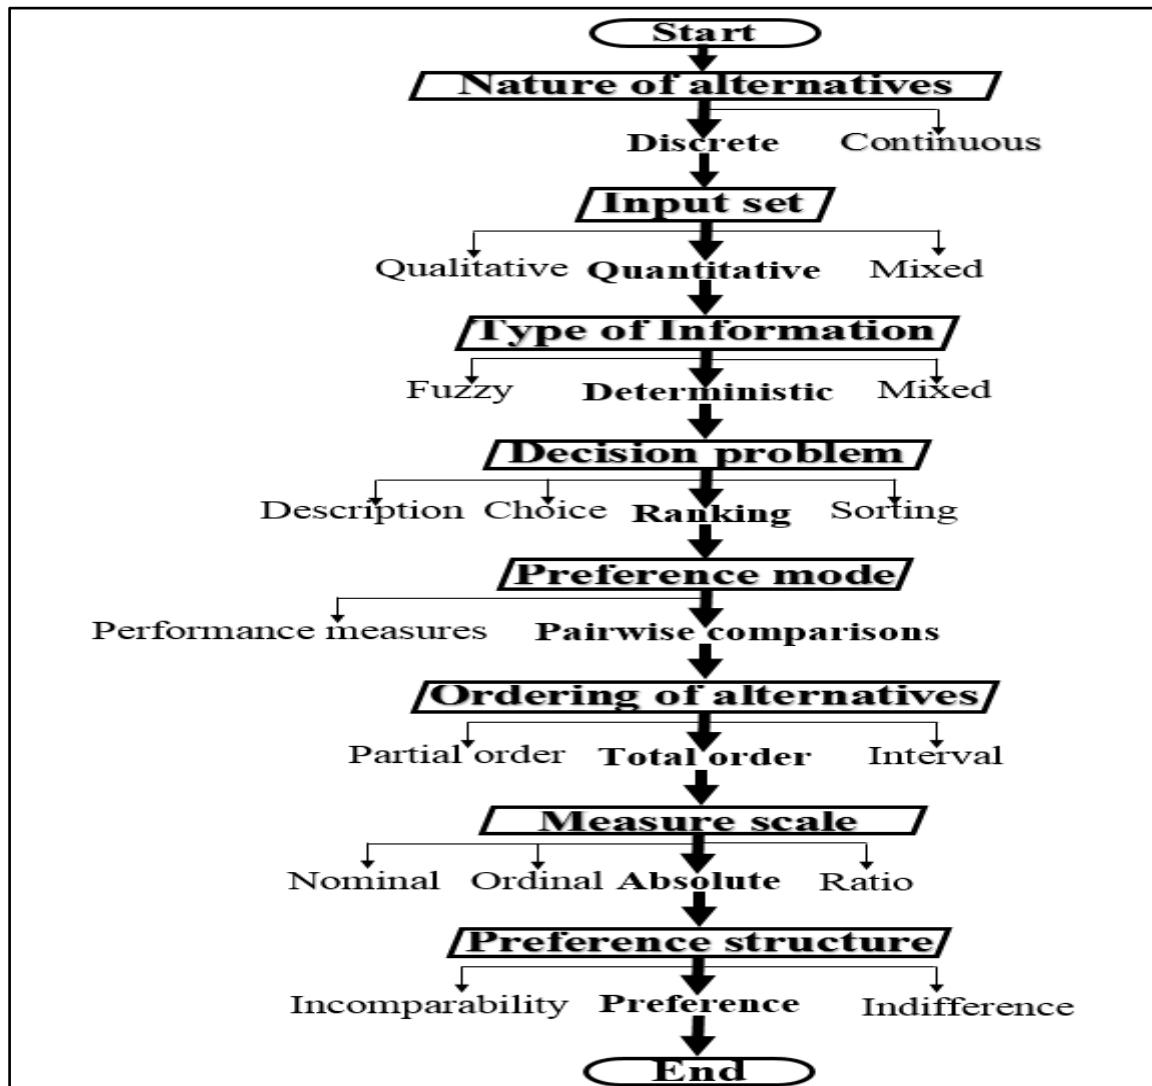 Start
Nature of alternatives
Discrete Continuous
Input set
Qualitative Quantitative Mixed
Type of Information
Fuzzy Deterministic Mixed
Decision problem
Description Choice Ranking Sorting
Preference mode
Performance measures Pairwise comparisons
Ordering of alternatives
Partial order Total order Interval
Measure scale
Nominal Ordinal Absolute Ratio
Preference structure
Incomparability Preference Indifference
End